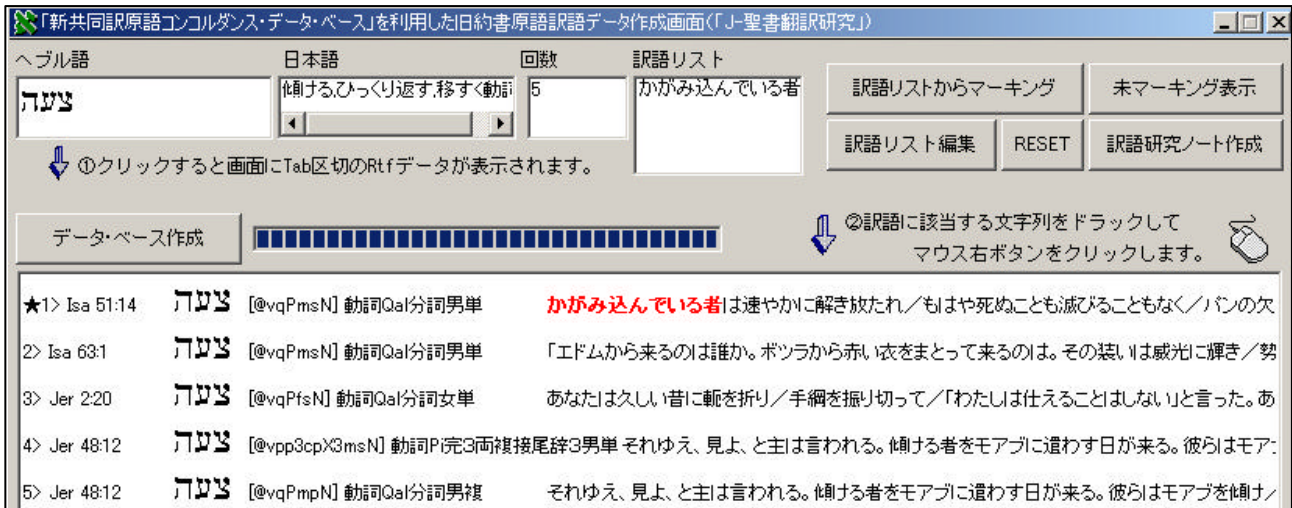 「新共同訳原語コンコルダンス・データ・ベース」を利用した旧約書原語訳語データ作成画面(「J-聖書翻訳研究」)
ヘブル語 日本語 回数 訳語リスト
צעה 傾ける,ひっくり返す,移すく動詞 5 かがみ込んでいる者
訳語リストからマーキング 未マーキング表示
訳語リスト編集 RESET 訳語研究ノート作成
①クリックすると画面にTab区切のRtfデータが表示されます。
データ・ベース作成
②訳語に該当する文字列をドラックして
マウス右ボタンをクリックします。
★1> Isa 51:14 צעה [@vqPmsN] 動詞Qal分詞男単 かがみ込んでいる者は速やかに解き放たれ／もはや死ぬことも滅びることもなく／パンの欠
2> Isa 63:1 צעה [@vqPmsN] 動詞Qal分詞男単 「エドムから来るのは誰か。ボツラから赤い衣をまとって来るのは。その装いは威光に輝き／勢
3> Jer 2:20 צעה [@vqPfsN] 動詞Qal分詞女単 あなたは久しい昔に軛を折り／手綱を振り切って／「わたしは仕えることはしない」と言った。あ
4> Jer 48:12 צעה [@vpp3cpX3msN] 動詞Pi完3両複接尾辞3男単 それゆえ、見よ、と主は言われる。傾ける者をモアブに遣わす日が来る。彼らはモア
5> Jer 48:12 צעה [@vqPmpN] 動詞Qal分詞男複 それゆえ、見よ、と主は言われる。傾ける者をモアブに遣わす日が来る。彼らはモアブを傾け／